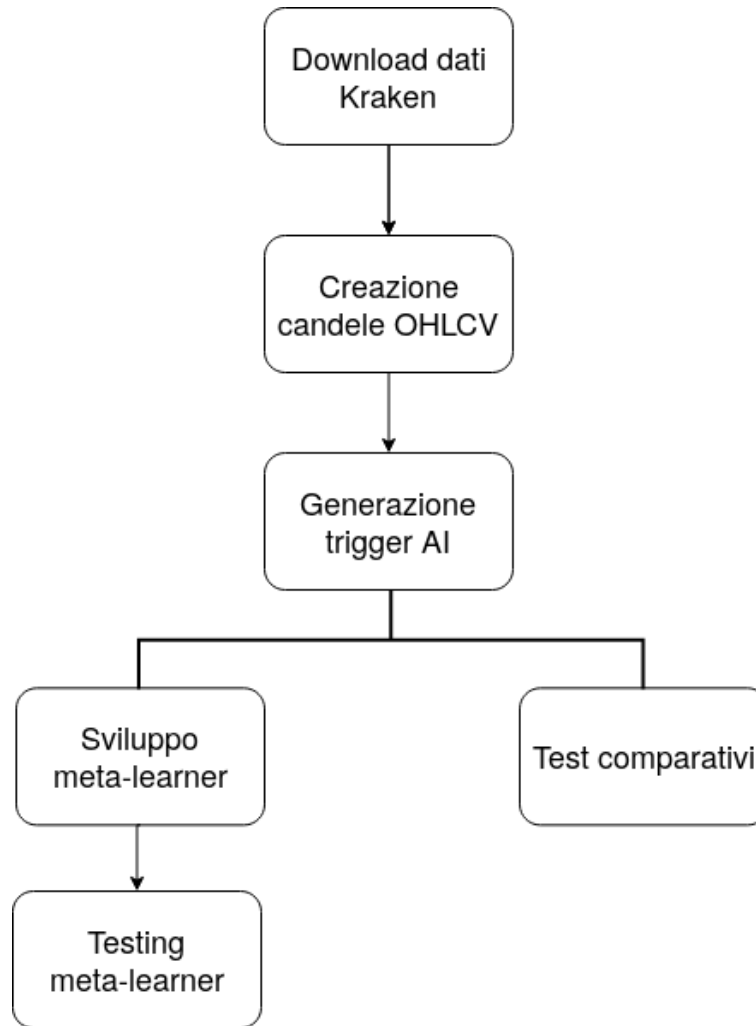 Download dati
Kraken
Creazione
candele OHLCV
Generazione
trigger AI
Sviluppo
meta-learner
Test comparativi
Testing
meta-learner